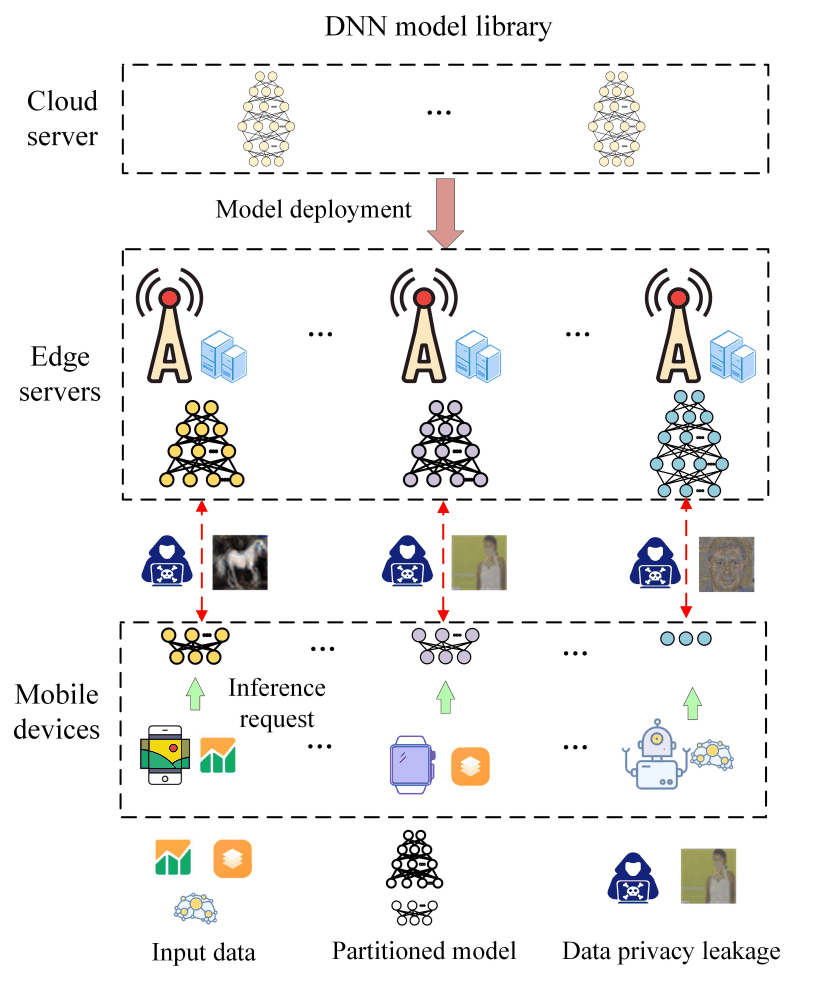 DNN model library
Cloud
server
...
Model deployment
Edge
servers
... ...
... ...
Mobile
devices
Inference
request
... ...
Input data
Partitioned model
Data privacy leakage